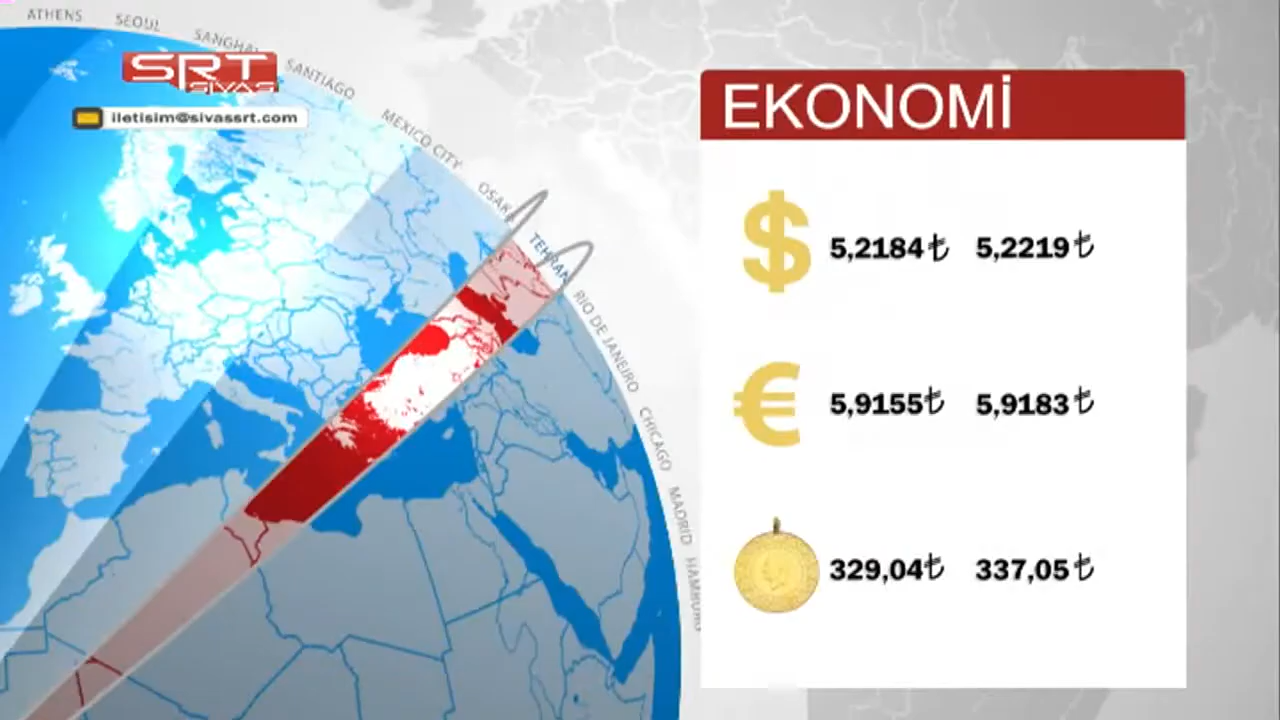 ATHENS
SEOUL
SANGHAI
SANTIAGO
MEXICO CITY
OSAKA
TEHRAN
RIO DE JANEIRO
CHICAGO
MADRID
HAMBURG
SRT
SİVAS
iletisim@sivassrt.com
EKONOMİ
$ 5,2184₺ 5,2219₺
€ 5,9155₺ 5,9183₺
329,04₺ 337,05₺